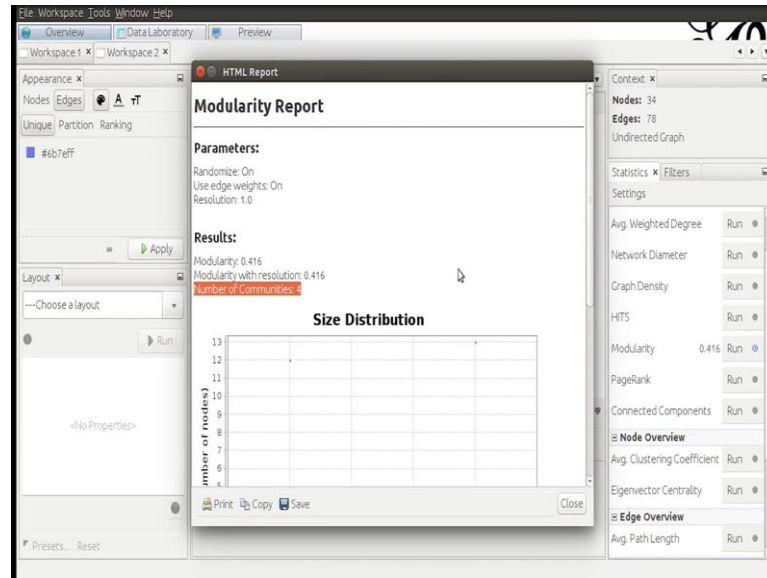 File Workspace Tools Window Help
Overview Data Laboratory Preview
Workspace 1 × Workspace 2 ×
Appearance ×
Nodes Edges
Unique Partition Ranking
#6b7eff
Apply
Layout ×
---Choose a layout
Run
<No Properties>
Presets... Reset
HTML Report
Modularity Report
Parameters:
Randomize: On
Use edge weights: On
Resolution: 1.0
Results:
Modularity: 0.416
Modularity with resolution: 0.416
Number of Communities: 4
Size Distribution
13
12
11
10
9
8
7
6
5
(number of nodes)
Print Copy Save Close
Context ×
Nodes: 34
Edges: 78
Undirected Graph
Statistics × Filters
Settings
Avg. Weighted Degree Run
Network Diameter Run
Graph Density Run
HITS Run
Modularity 0.416 Run
PageRank Run
Connected Components Run
Node Overview
Avg. Clustering Coefficient Run
Eigenvector Centrality Run
Edge Overview
Avg. Path Length Run